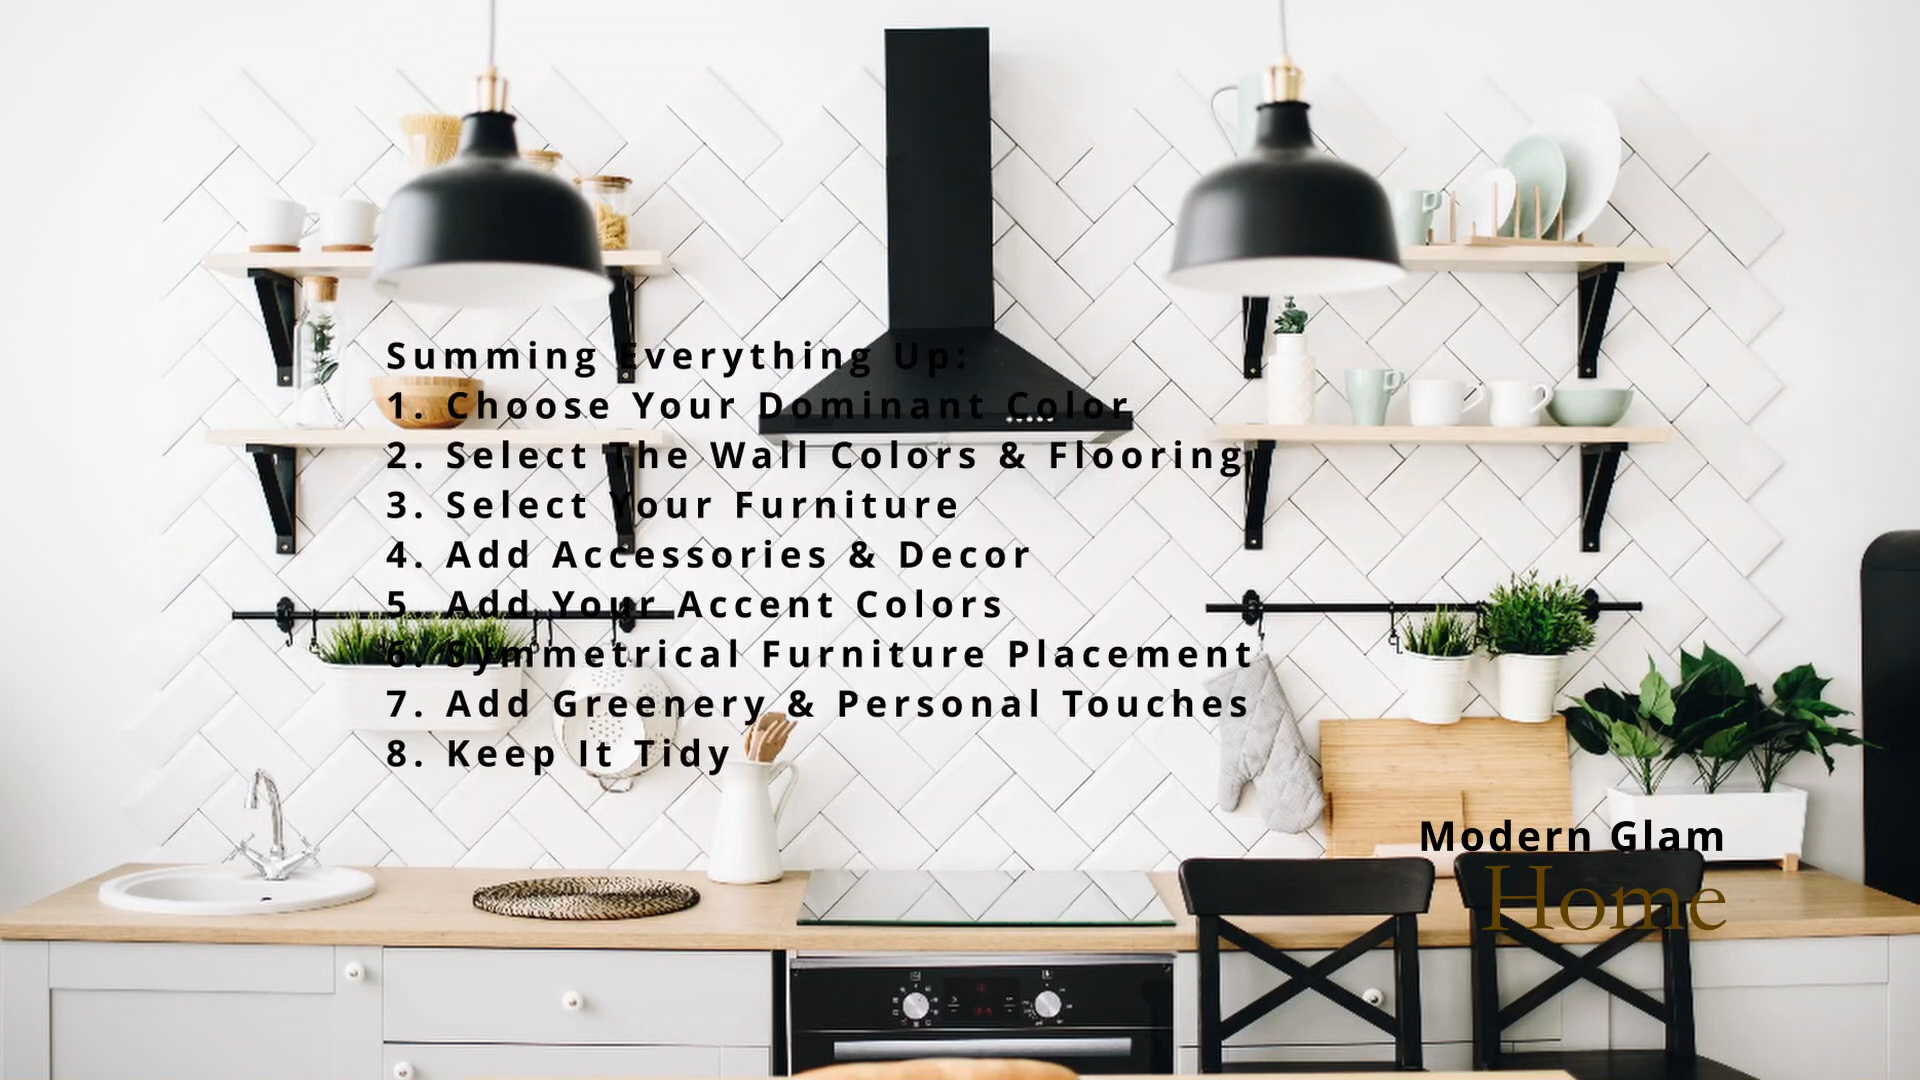 Summing Everything Up:
1. Choose Your Dominant Color
2. Select The Wall Colors & Flooring
3. Select Your Furniture
4. Add Accessories & Decor
5. Add Your Accent Colors
6. Symmetrical Furniture Placement
7. Add Greenery & Personal Touches
8. Keep It Tidy
Modern Glam
Home